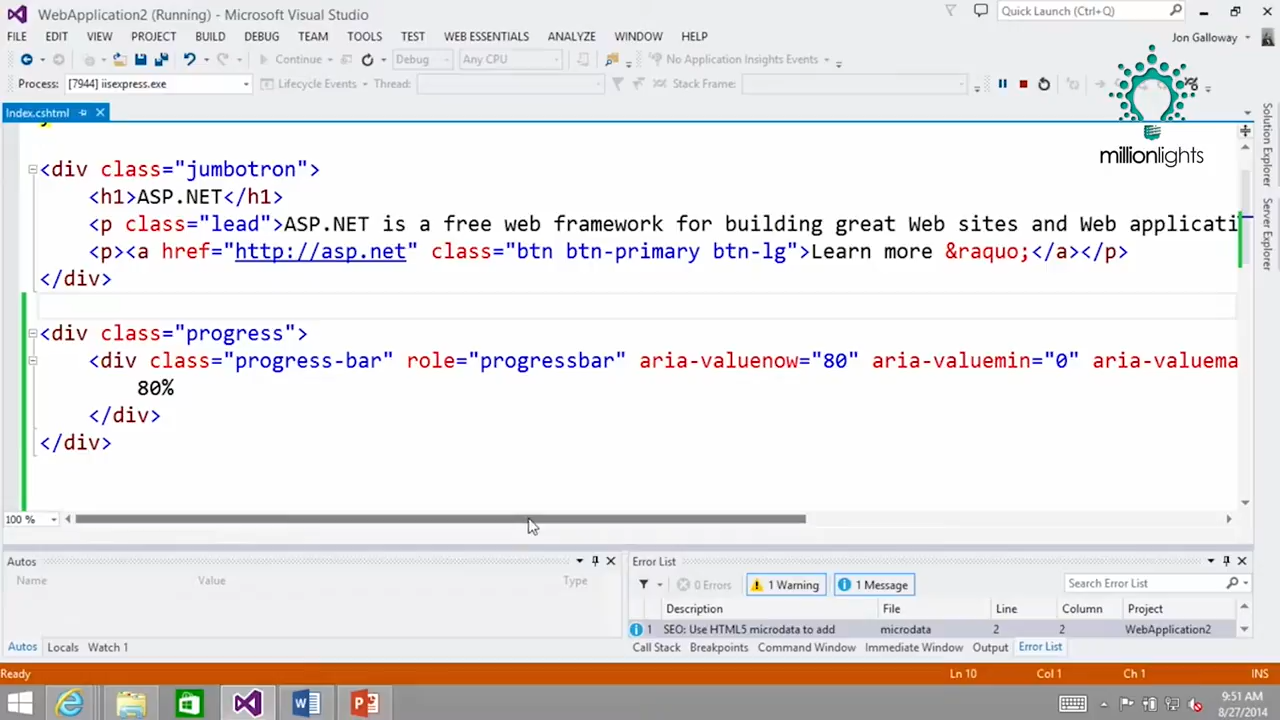 WebApplication2 (Running) - Microsoft Visual Studio
Quick Launch (Ctrl+Q)
FILE EDIT VIEW PROJECT BUILD DEBUG TEAM TOOLS TEST WEB ESSENTIALS ANALYZE WINDOW HELP
Jon Galloway
Continue Debug Any CPU No Application Insights Events
Process: [7944] iisexpress.exe Lifecycle Events Thread: Stack Frame:
Index.cshtml
millionlights
<div class="jumbotron">
<h1>ASP.NET</h1>
<p class="lead">ASP.NET is a free web framework for building great Web sites and Web applicati
<p><a href="http://asp.net" class="btn btn-primary btn-lg">Learn more &raquo;</a></p>
</div>
<div class="progress">
<div class="progress-bar" role="progressbar" aria-valuenow="80" aria-valuemin="0" aria-valuema
80%
</div>
</div>
Solution Explorer
Server Explorer
100 %
Autos
Name Value Type
Error List
0 Errors 1 Warning 1 Message Search Error List
Description File Line Column Project
1 SEO: Use HTML5 microdata to add microdata 2 2 WebApplication2
Autos Locals Watch 1
Call Stack Breakpoints Command Window Immediate Window Output Error List
Ready Ln 10 Col 1 Ch 1 INS
9:51 AM
8/27/2014